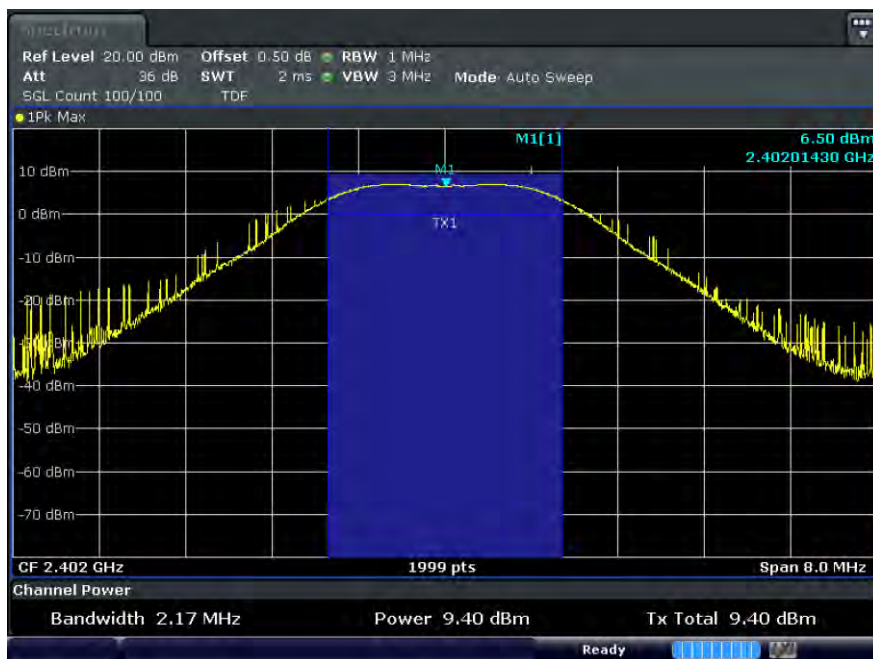 Spectrum
Ref Level 20.00 dBm Offset 0.50 dB RBW 1 MHz
Att 36 dB SWT 2 ms VBW 3 MHz Mode Auto Sweep
SGL Count 100/100 TDF
1Pk Max
M1[1] 6.50 dBm
2.40201430 GHz
10 dBm
M1
0 dBm
TX1
-10 dBm
-20 dBm
-30 dBm
-40 dBm
-50 dBm
-60 dBm
-70 dBm
CF 2.402 GHz 1999 pts Span 8.0 MHz
Channel Power
Bandwidth 2.17 MHz Power 9.40 dBm Tx Total 9.40 dBm
Ready